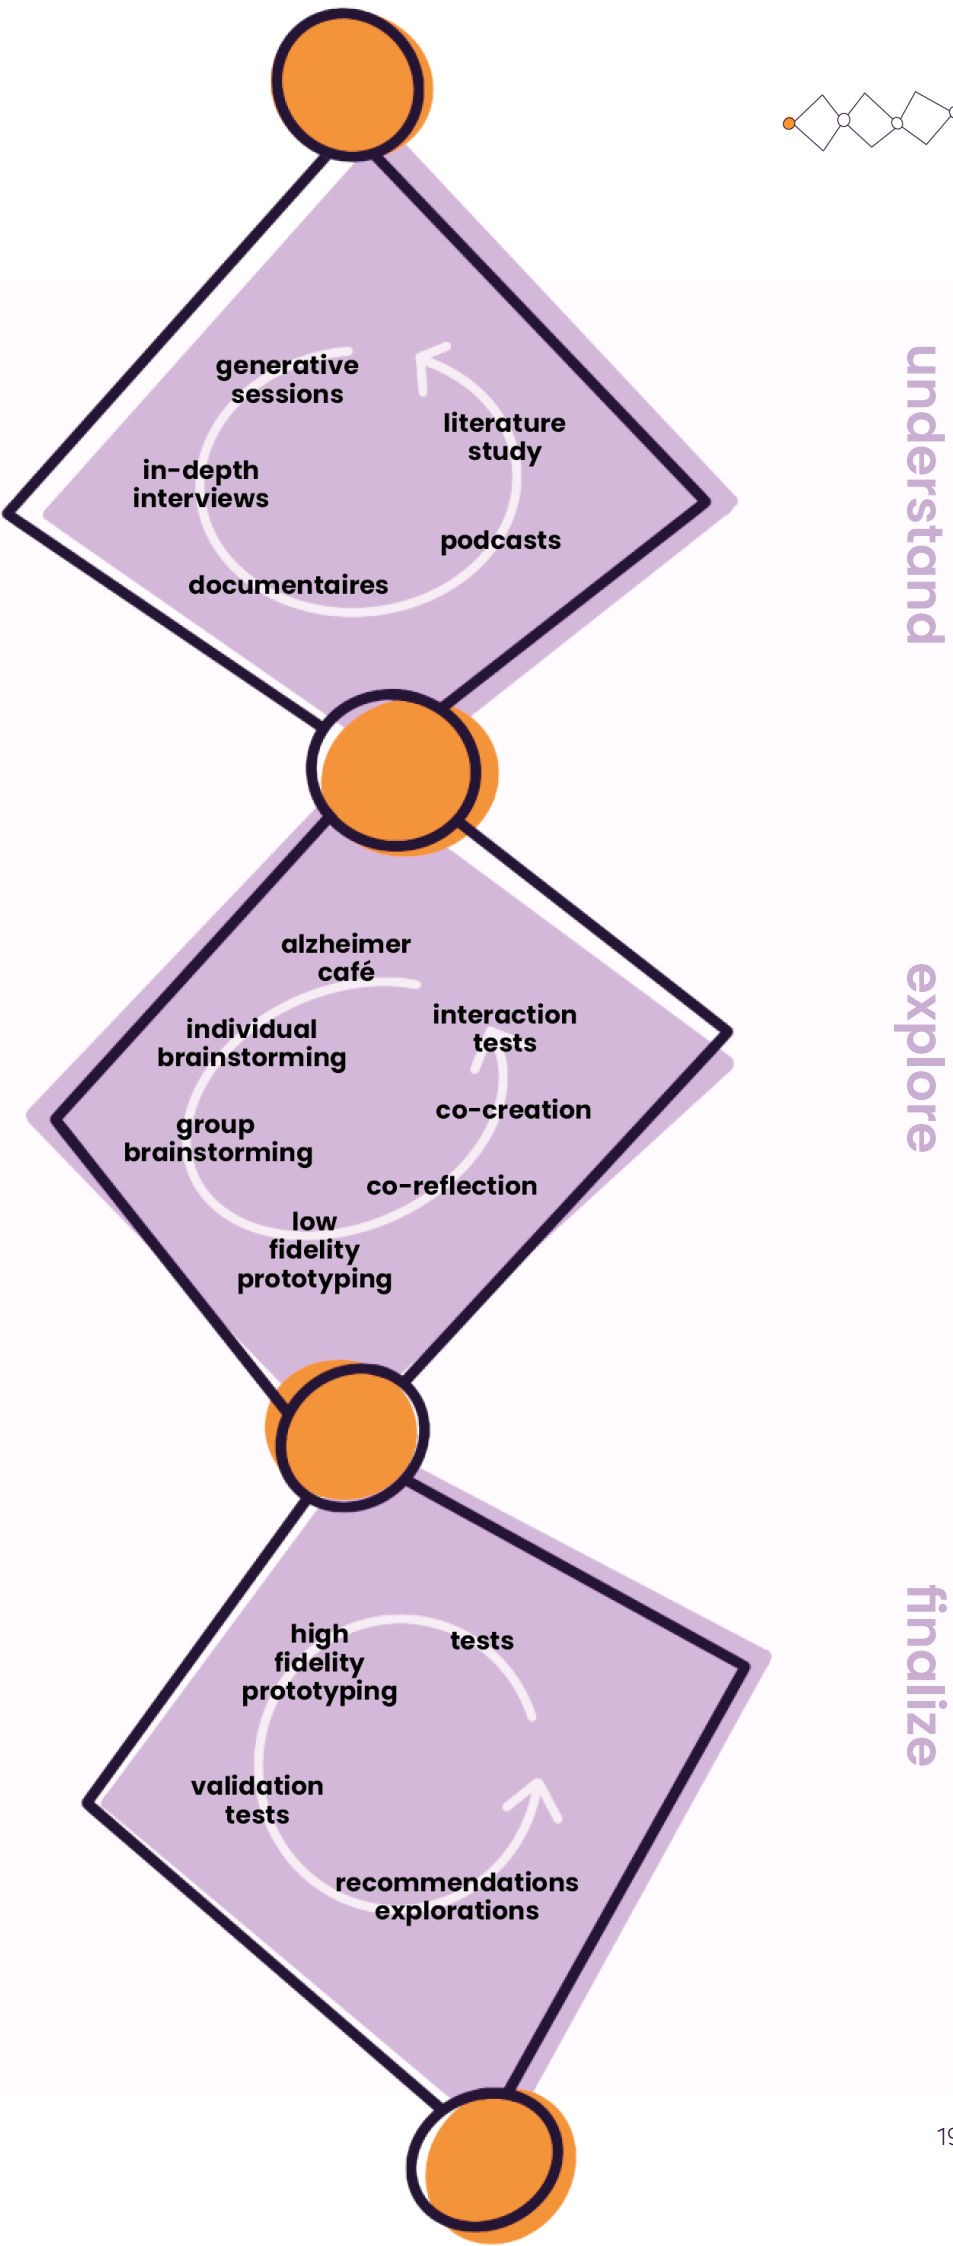 generative
sessions
literature
study
in-depth
interviews
podcasts
documentaires
understand
alzheimer
café
interaction
tests
individual
brainstorming
co-creation
group
brainstorming
co-reflection
low
fidelity
prototyping
explore
high
fidelity
prototyping
tests
validation
tests
recommendations
explorations
finalize
19